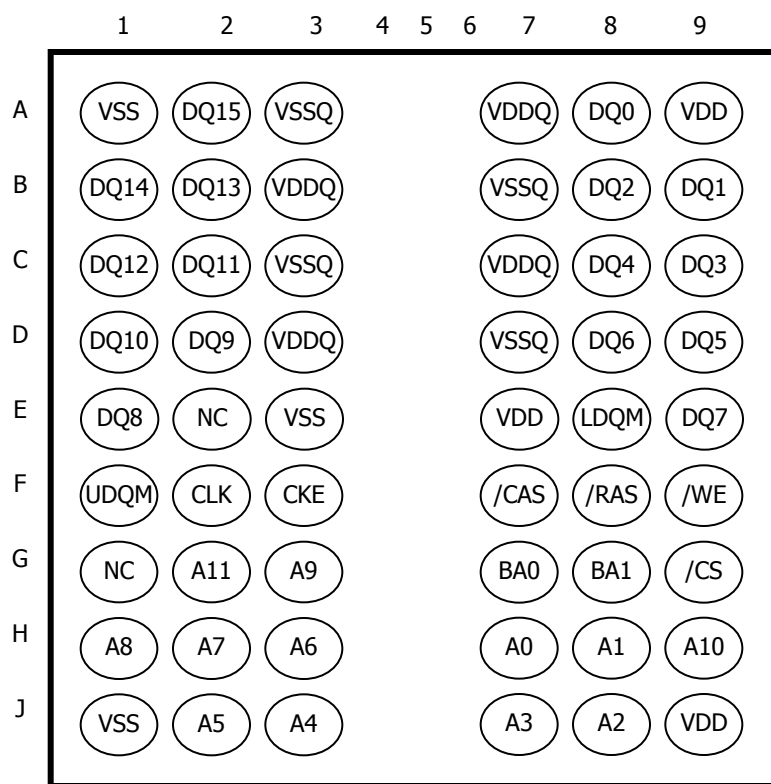 1 2 3 4 5 6 7 8 9
A VSS DQ15 VSSQ VDDQ DQ0 VDD
B DQ14 DQ13 VDDQ VSSQ DQ2 DQ1
C DQ12 DQ11 VSSQ VDDQ DQ4 DQ3
D DQ10 DQ9 VDDQ VSSQ DQ6 DQ5
E DQ8 NC VSS VDD LDQM DQ7
F UDQM CLK CKE /CAS /RAS /WE
G NC A11 A9 BA0 BA1 /CS
H A8 A7 A6 A0 A1 A10
J VSS A5 A4 A3 A2 VDD